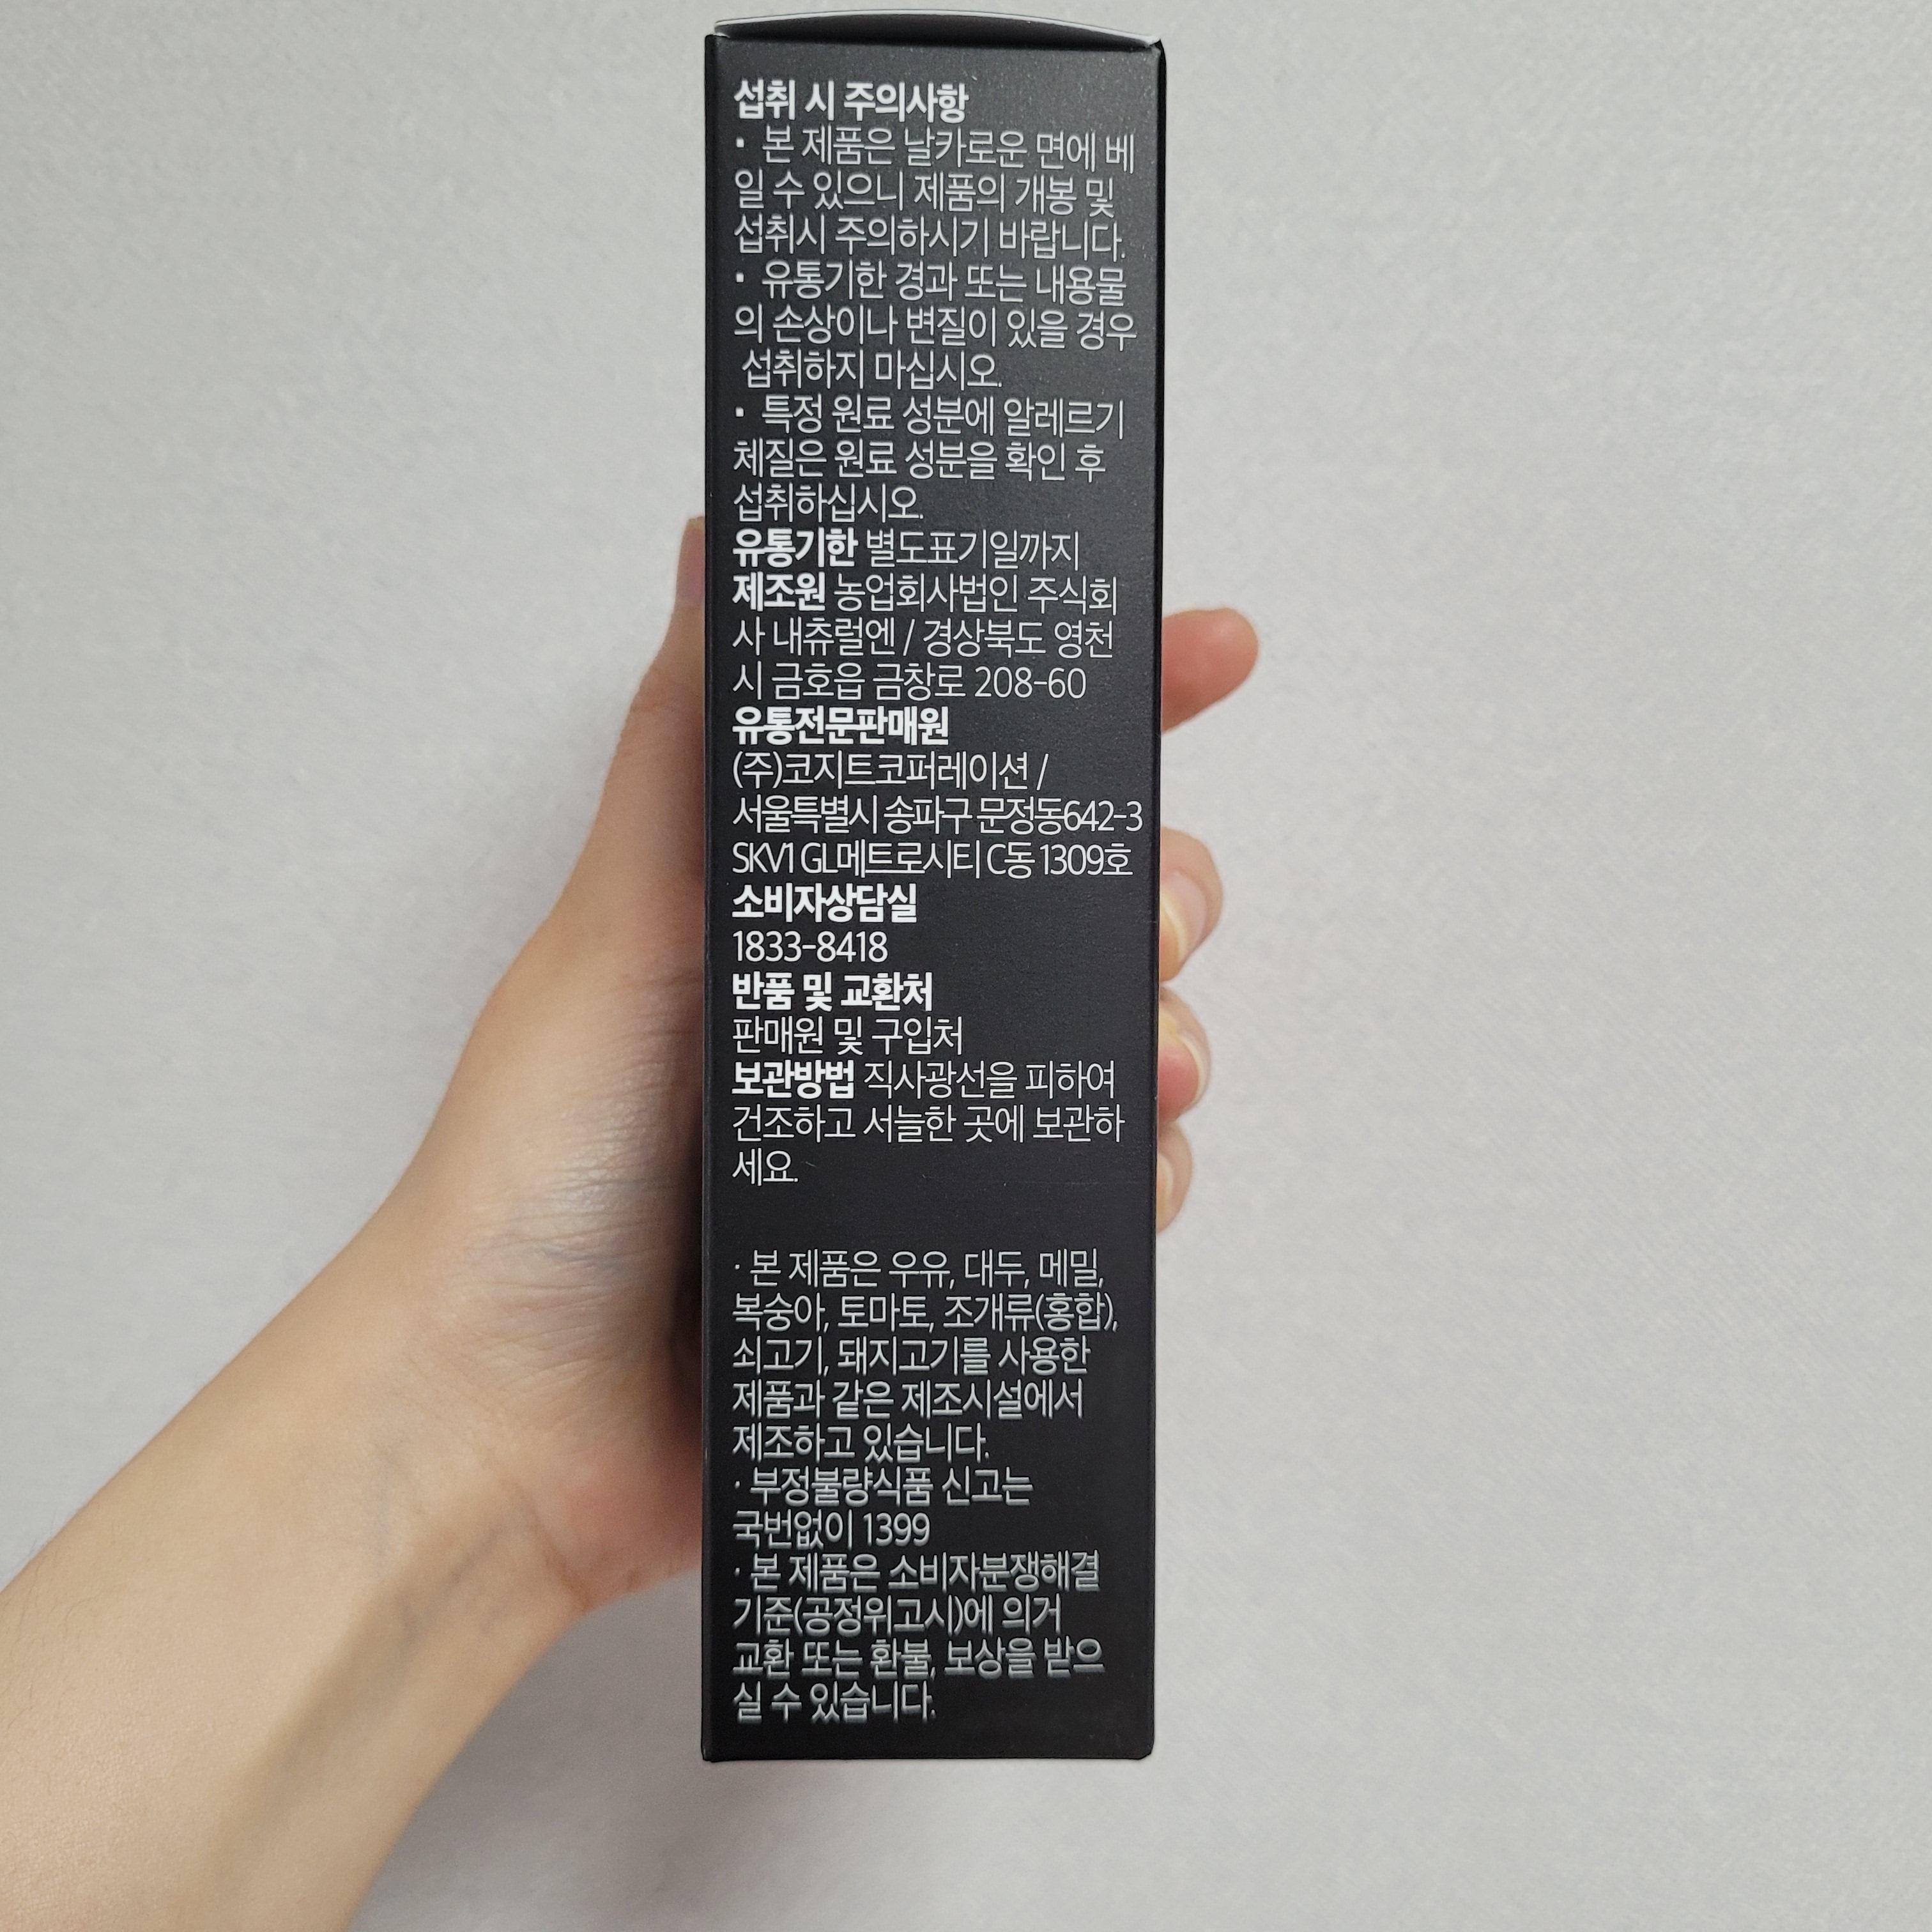 섭취 시 주의사항
· 본 제품은 날카로운 면에 베
일 수 있으니 제품의 개봉 및
섭취시 주의하시기 바랍니다.
· 유통기한 경과 또는 내용물
의 손상이나 변질이 있을 경우
섭취하지 마십시오.
· 특정 원료 성분에 알레르기
체질은 원료 성분을 확인 후
섭취하십시오.
유통기한 별도표기일까지
제조원 농업회사법인 주식회
사 내츄럴엔 / 경상북도 영천
시 금호읍 금창로 208-60
유통전문판매원
(주)코지트코퍼레이션 /
서울특별시 송파구 문정동642-3
SKV1 GL메트로시티 C동 1309호
소비자상담실
1833-8418
반품 및 교환처
판매원 및 구입처
보관방법 직사광선을 피하여
건조하고 서늘한 곳에 보관하
세요.
· 본 제품은 우유, 대두, 메밀,
복숭아, 토마토, 조개류(홍합),
쇠고기, 돼지고기를 사용한
제품과 같은 제조시설에서
제조하고 있습니다.
· 부정불량식품 신고는
국번없이 1399
· 본 제품은 소비자분쟁해결
기준(공정위고시)에 의거
교환 또는 환불, 보상을 받으
실 수 있습니다.